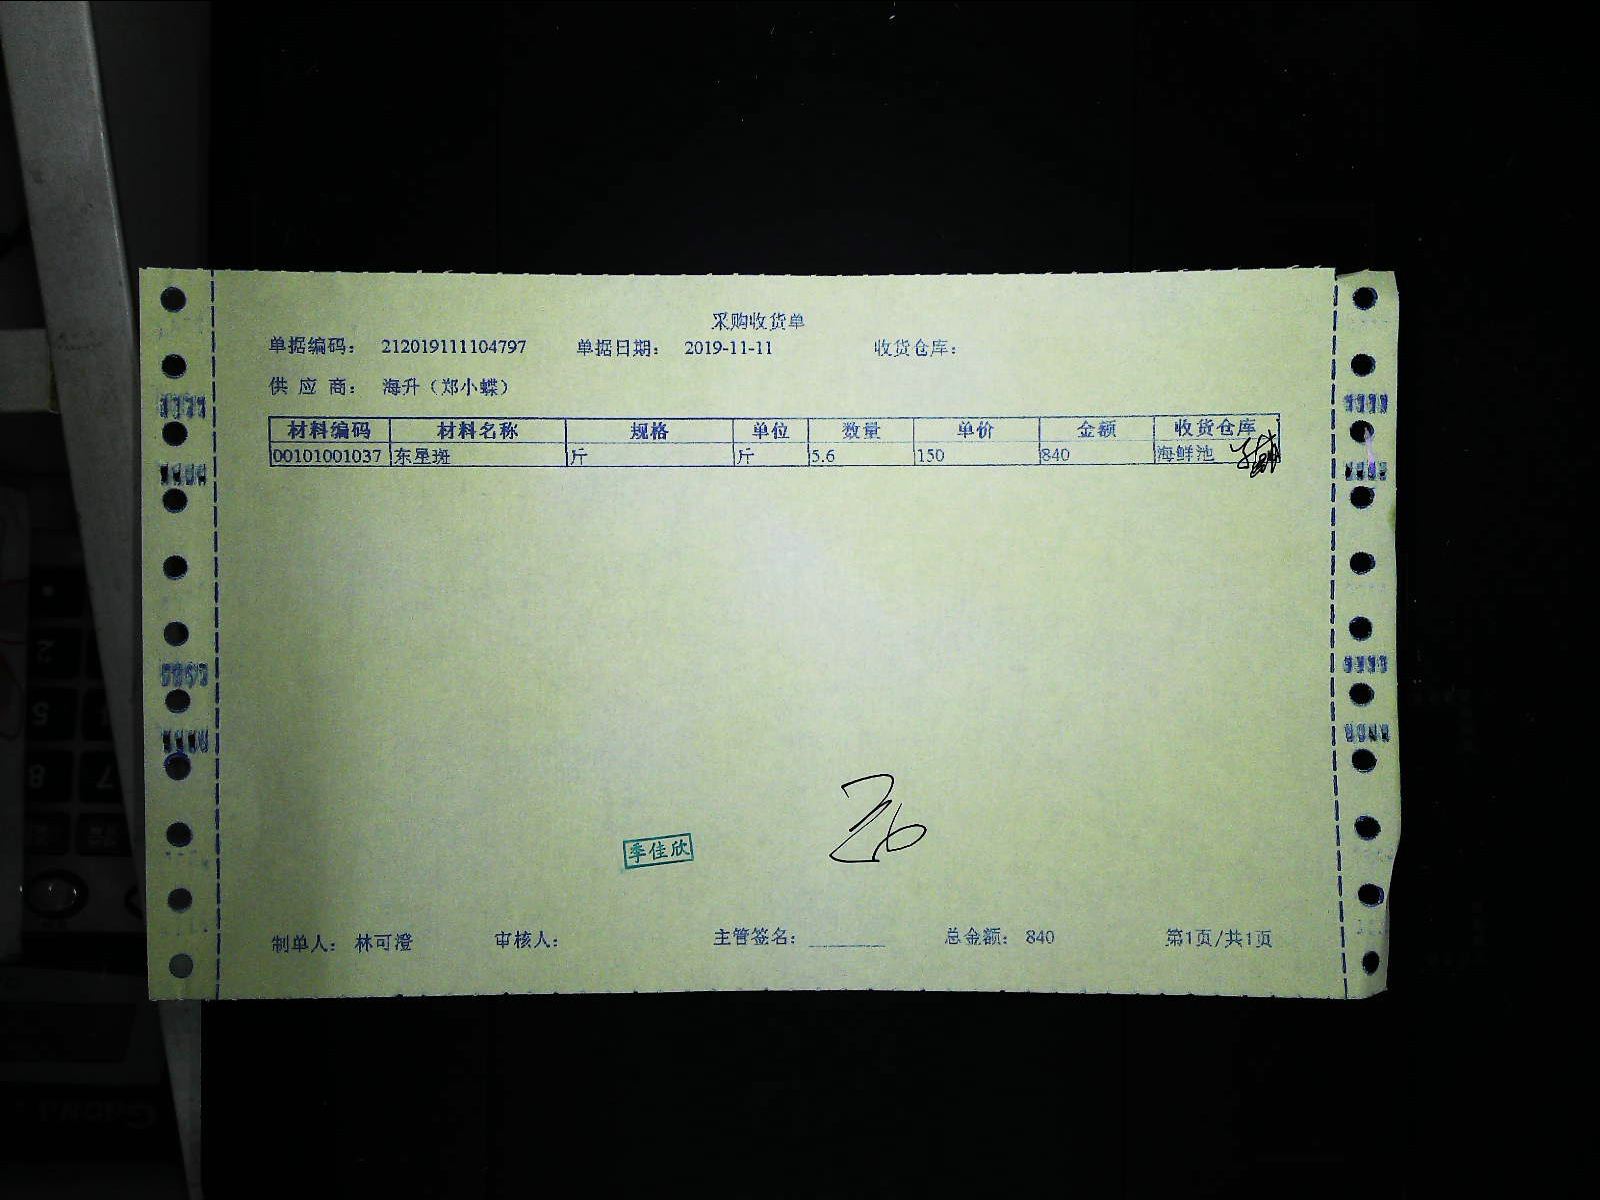 采购收货单
单据编码： 212019111104797 单据日期： 2019-11-11 收货仓库：
供 应 商： 海升（郑小蝶）
材料编码 材料名称 规格 单位 数量 单价 金额 收货仓库
00101001037 东星斑 斤 斤 5.6 150 840 海鲜池
季佳欣
制单人： 林可澄 审核人： 主管签名： 总金额： 840 第1页/共1页